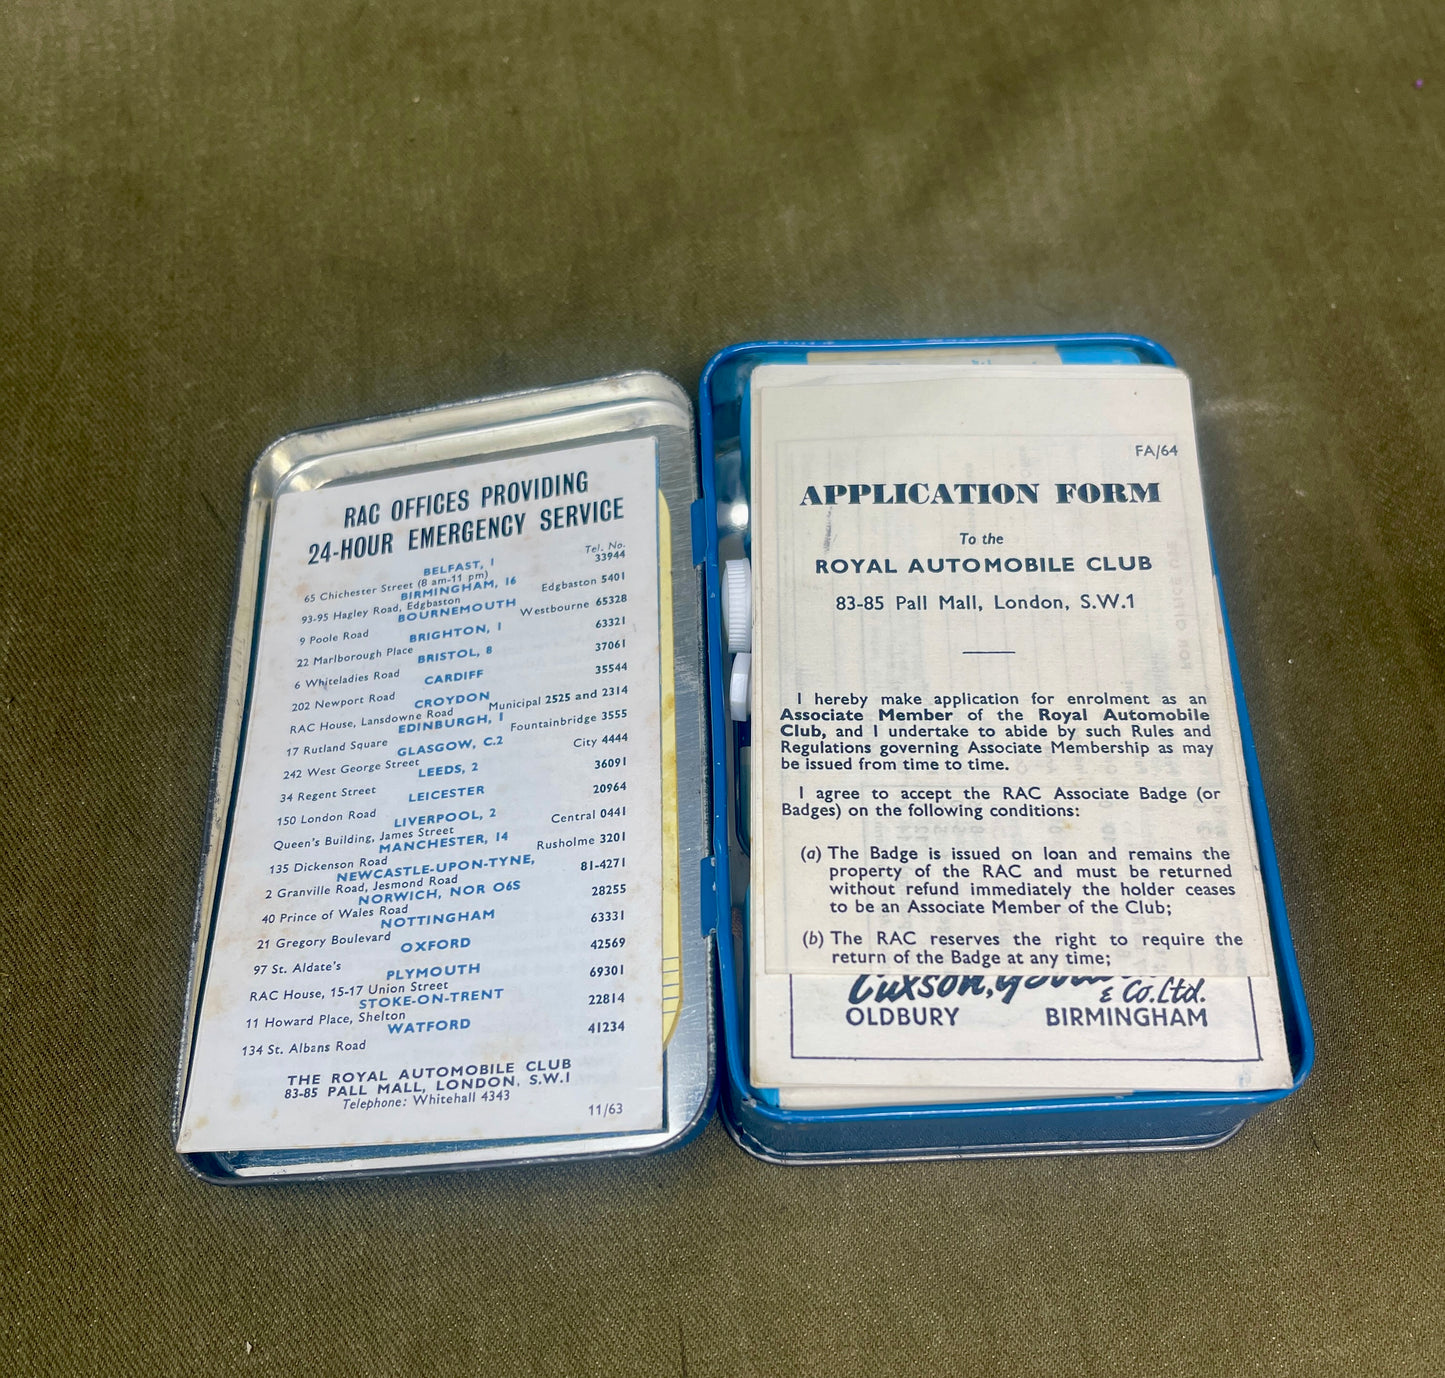 RAC OFFICES PROVIDING
24-HOUR EMERGENCY SERVICE
Tel. No.
BELFAST, 1
65 Chichester Street (8 am-11 pm) 33944
BIRMINGHAM, 16
93-95 Hagley Road, Edgbaston Edgbaston 5401
BOURNEMOUTH
9 Poole Road Westbourne 65328
BRIGHTON, 1
22 Marlborough Place 63321
BRISTOL, 8
6 Whiteladies Road 37061
CARDIFF
202 Newport Road 35544
CROYDON
RAC House, Lansdowne Road Municipal 2525 and 2314
EDINBURGH, 1
17 Rutland Square Fountainbridge 3555
GLASGOW, C.2
242 West George Street City 4444
LEEDS, 2
34 Regent Street 36091
LEICESTER
150 London Road 20964
LIVERPOOL, 2
Queen's Building, James Street Central 0441
MANCHESTER, 14
135 Dickenson Road Rusholme 3201
NEWCASTLE-UPON-TYNE,
2 Granville Road, Jesmond Road 81-4271
NORWICH, NOR O6S
40 Prince of Wales Road 28255
NOTTINGHAM
21 Gregory Boulevard 63331
OXFORD
97 St. Aldate's 42569
PLYMOUTH
RAC House, 15-17 Union Street 69301
STOKE-ON-TRENT
11 Howard Place, Shelton 22814
WATFORD
134 St. Albans Road 41234
THE ROYAL AUTOMOBILE CLUB
83-85 PALL MALL, LONDON, S.W.1
Telephone: Whitehall 4343
11/63
FA/64
APPLICATION FORM
To the
ROYAL AUTOMOBILE CLUB
83-85 Pall Mall, London, S.W.1
I hereby make application for enrolment as an
Associate Member of the Royal Automobile
Club, and I undertake to abide by such Rules and
Regulations governing Associate Membership as may
be issued from time to time.
I agree to accept the RAC Associate Badge (or
Badges) on the following conditions:
(a) The Badge is issued on loan and remains the
property of the RAC and must be returned
without refund immediately the holder ceases
to be an Associate Member of the Club;
(b) The RAC reserves the right to require the
return of the Badge at any time;
Cuxson,
& Co. Ltd.
OLDBURY BIRMINGHAM